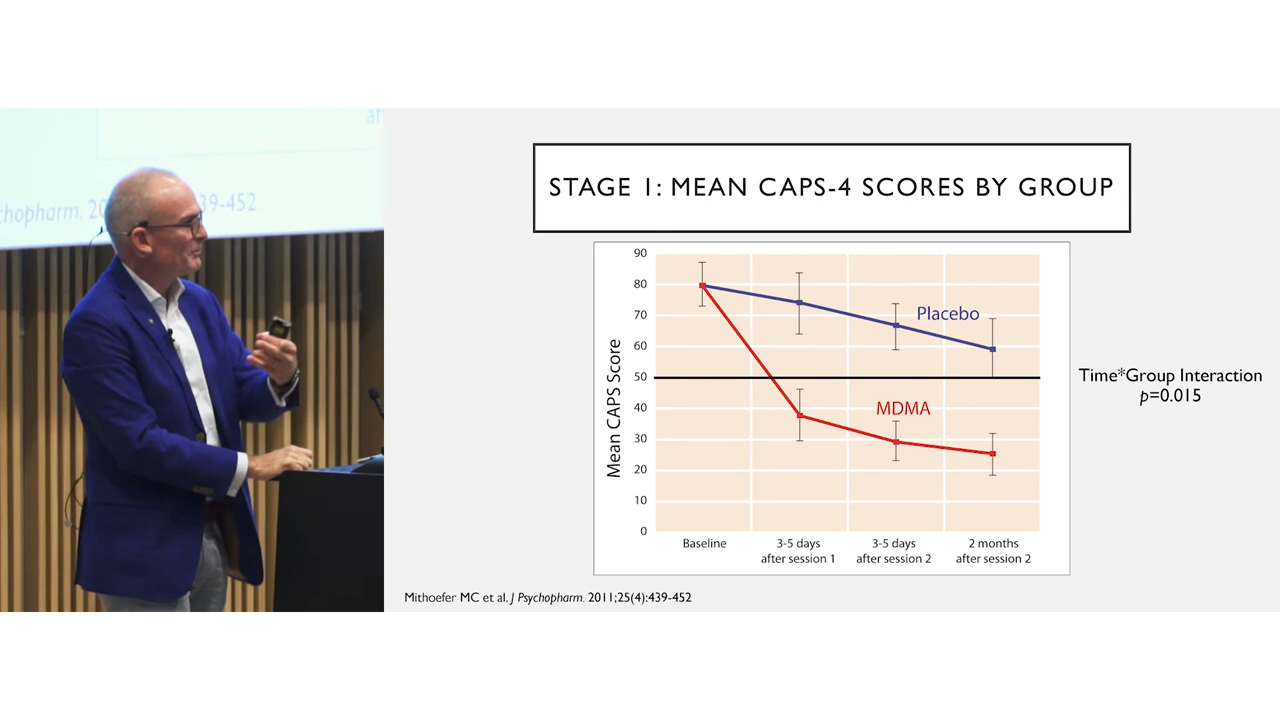 af
chopharm. 20 39-452
STAGE 1: MEAN CAPS-4 SCORES BY GROUP
90
80
70
60
50
40
30
20
10
0
Mean CAPS Score
Placebo
MDMA
Baseline
3-5 days
after session 1
3-5 days
after session 2
2 months
after session 2
Time*Group Interaction
p=0.015
Mithoefer MC et al. J Psychopharm. 2011;25(4):439-452